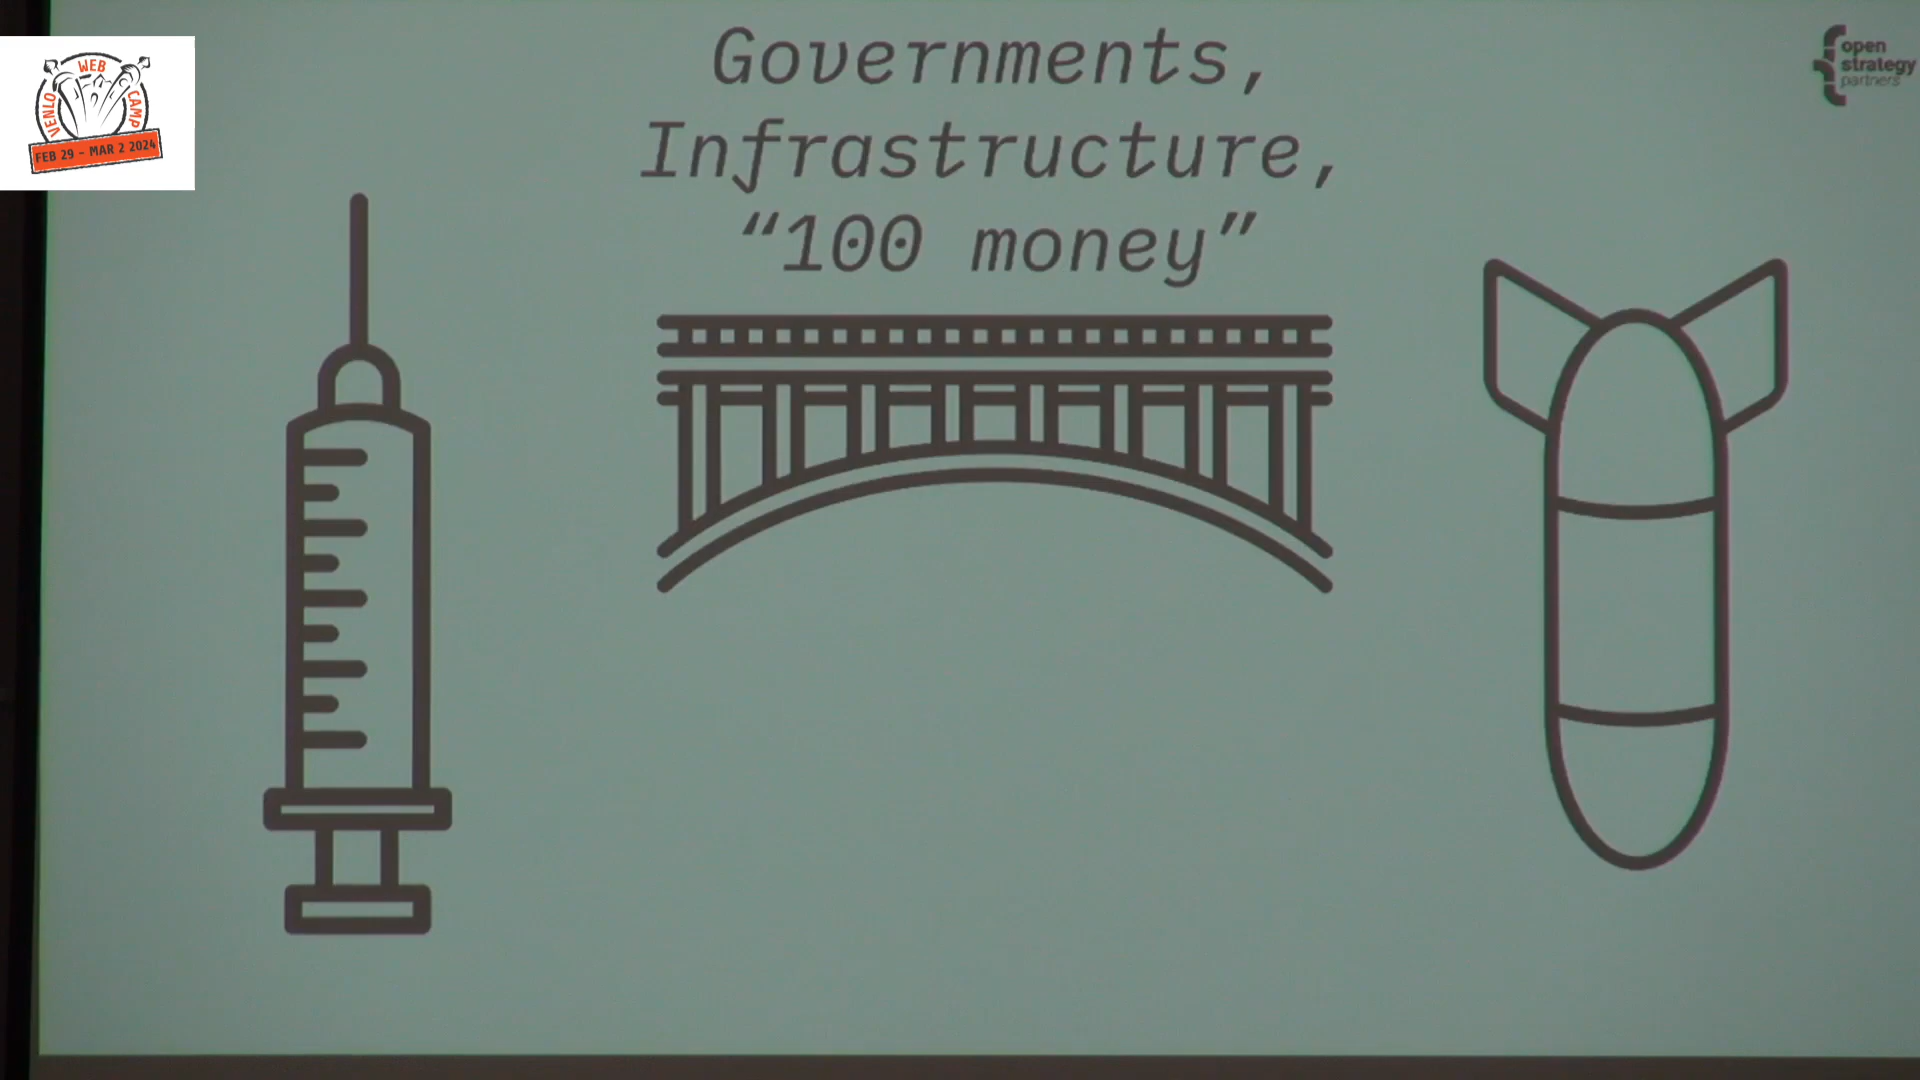 Governments,
Infrastructure,
“100 money”
open
strategy
partners
WEB
VENLO
CAMP
FEB 29 - MAR 2 2024